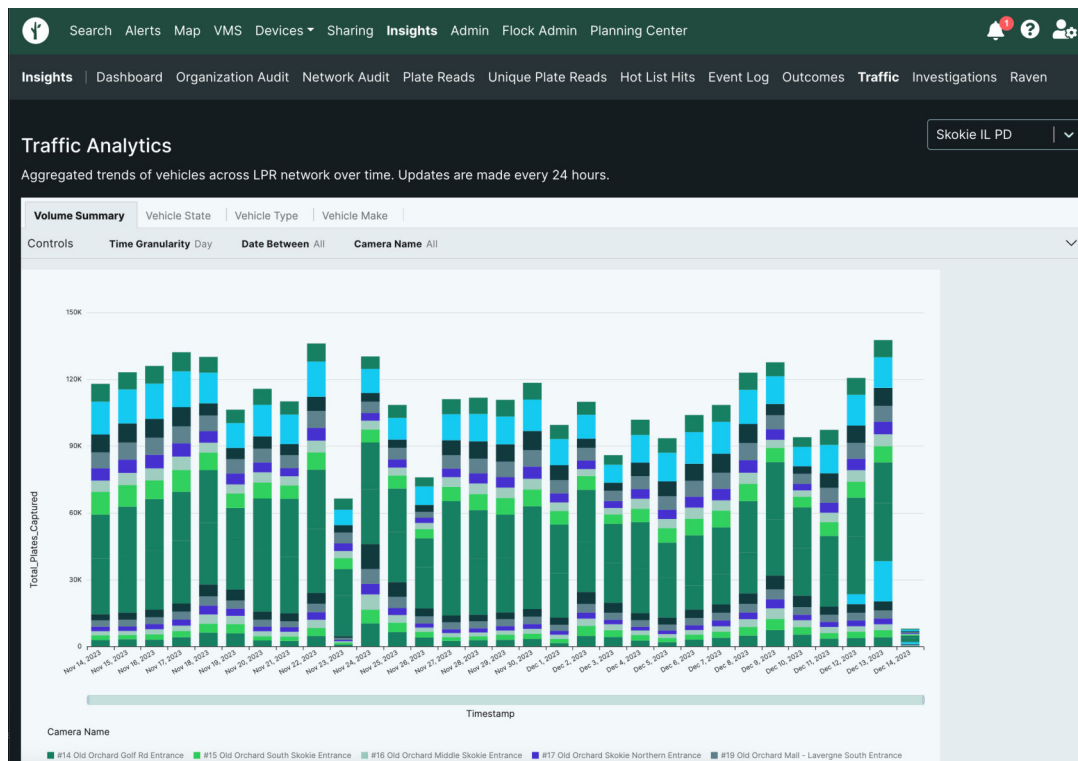 Search Alerts Map VMS Devices Sharing Insights Admin Flock Admin Planning Center 1
Insights | Dashboard Organization Audit Network Audit Plate Reads Unique Plate Reads Hot List Hits Event Log Outcomes Traffic Investigations Raven
Skokie IL PD
Traffic Analytics
Aggregated trends of vehicles across LPR network over time. Updates are made every 24 hours.
Volume Summary Vehicle State Vehicle Type Vehicle Make
Controls Time Granularity Day Date Between All Camera Name All
150K
120K
90K
60K
30K
0
Total_Plates_Captured
Nov 14, 2023 Nov 15, 2023 Nov 16, 2023 Nov 17, 2023 Nov 18, 2023 Nov 19, 2023 Nov 20, 2023 Nov 21, 2023 Nov 22, 2023 Nov 23, 2023 Nov 24, 2023 Nov 25, 2023 Nov 26, 2023 Nov 27, 2023 Nov 28, 2023 Nov 29, 2023 Nov 30, 2023 Dec 1, 2023 Dec 2, 2023 Dec 3, 2023 Dec 4, 2023 Dec 5, 2023 Dec 6, 2023 Dec 7, 2023 Dec 8, 2023 Dec 9, 2023 Dec 10, 2023 Dec 11, 2023 Dec 12, 2023 Dec 13, 2023 Dec 14, 2023
Timestamp
Camera Name
#14 Old Orchard Golf Rd Entrance #15 Old Orchard South Skokie Entrance #16 Old Orchard Middle Skokie Entrance #17 Old Orchard Skokie Northern Entrance #19 Old Orchard Mall - Lavergne South Entrance